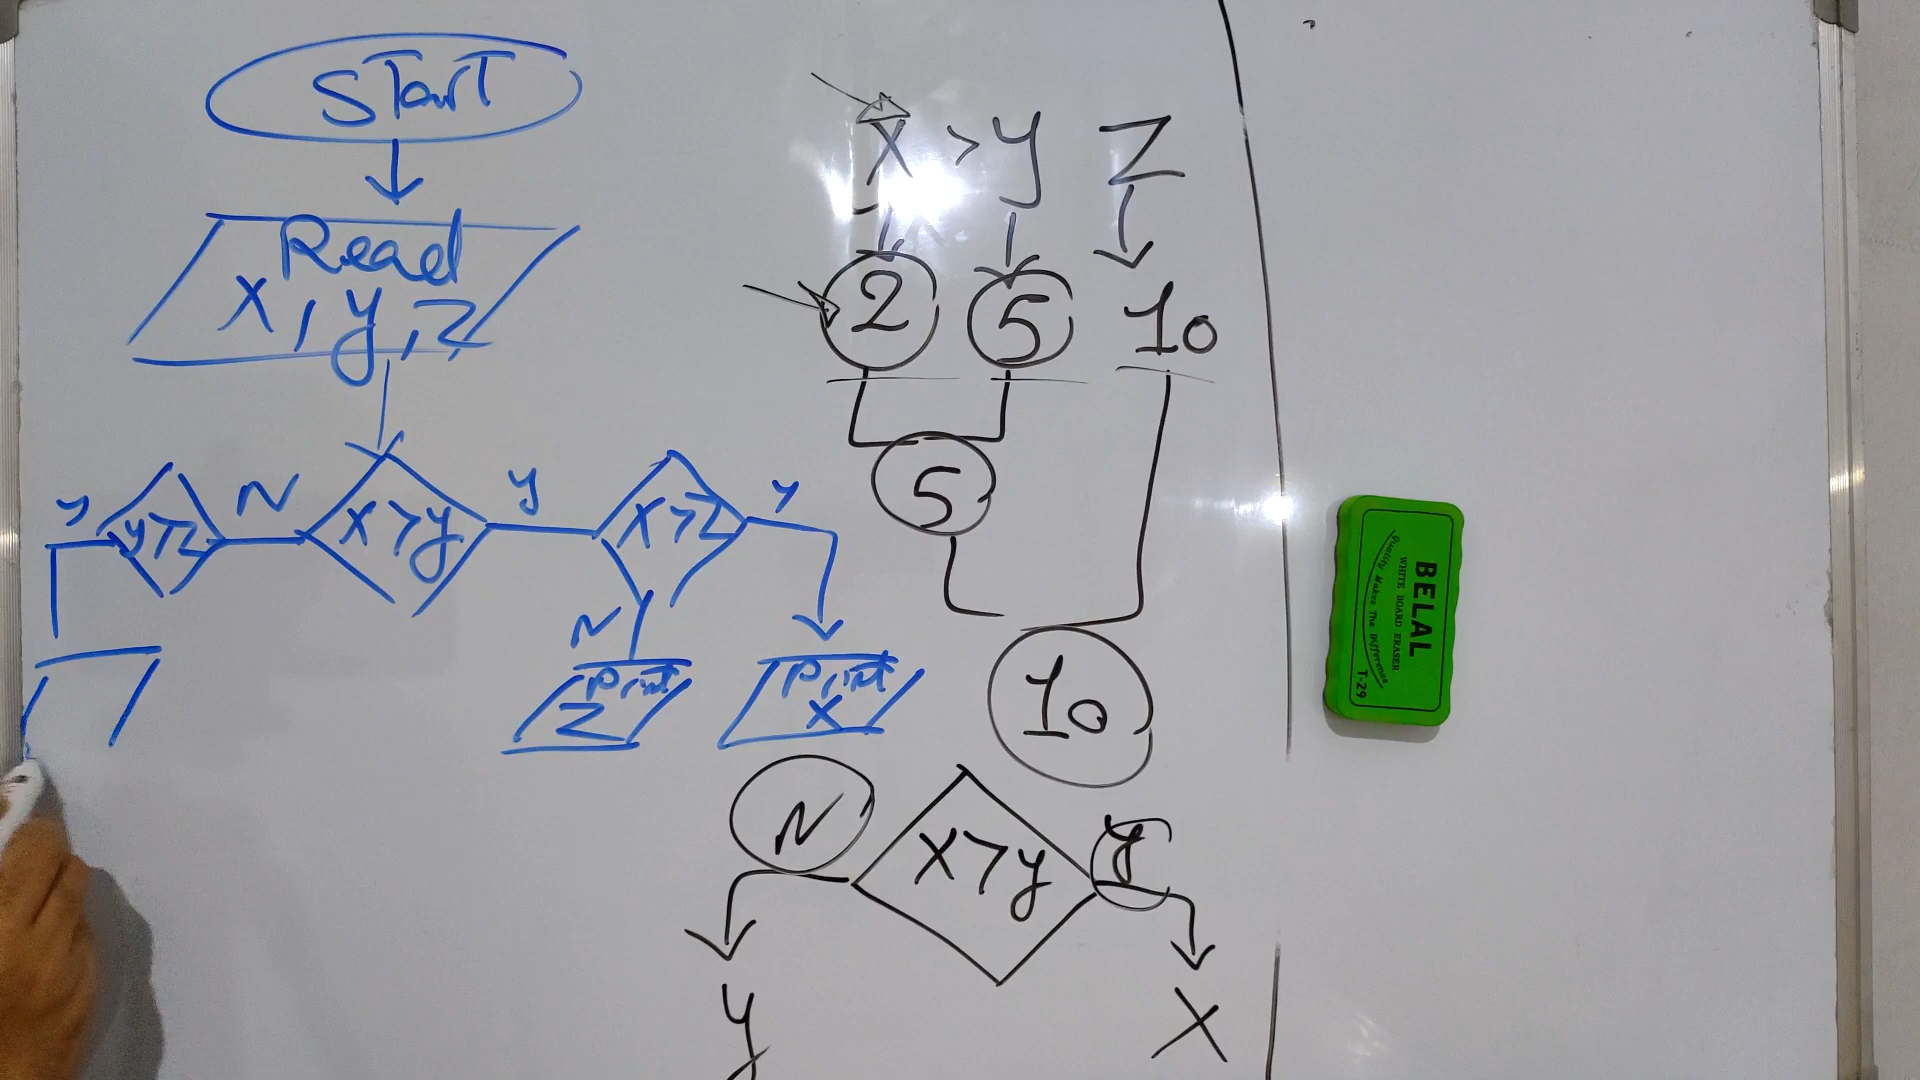 START
Read
X, y, Z
y
y>z
N
X>y
y
X>Z
y
N
Print
Z
Print
X
X > y Z
2 5 10
5
10
N
X>y
y
y
X
BELAL
WHITE BOARD ERASER
Quality Makes The Difference
T-29